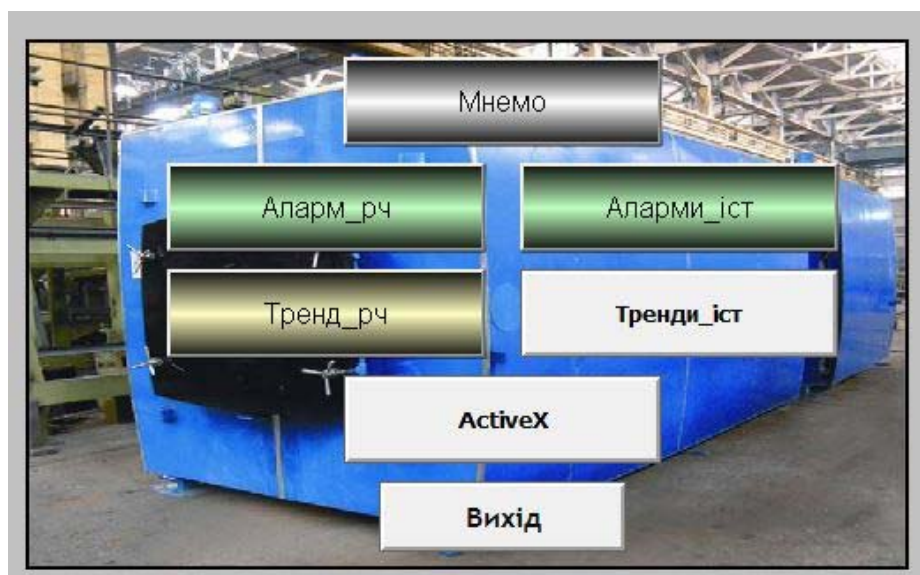 Мнемо
Аларм_рч
Аларми_іст
Тренд_рч
Тренди_іст
ActiveX
Вихід